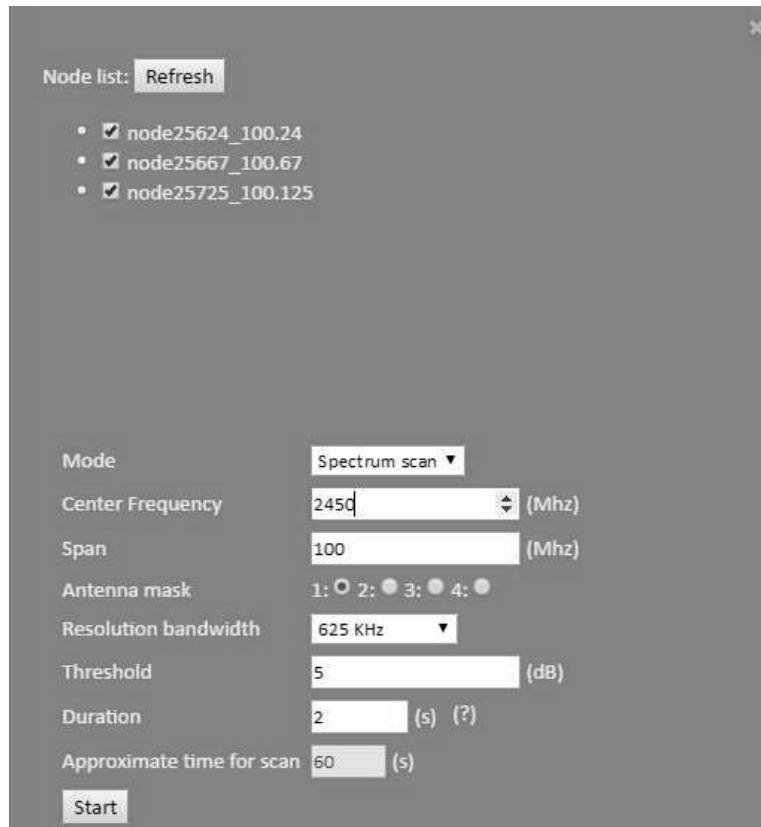 Node list: Refresh
node25624_100.24
node25667_100.67
node25725_100.125
Mode Spectrum scan
Center Frequency 2450 (Mhz)
Span 100 (Mhz)
Antenna mask 1: 2: 3: 4:
Resolution bandwidth 625 KHz
Threshold 5 (dB)
Duration 2 (s) (?)
Approximate time for scan 60 (s)
Start